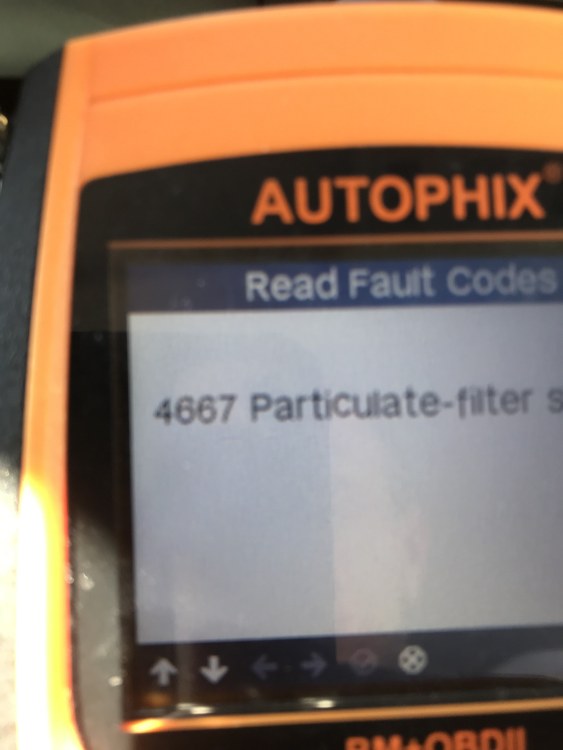 AUTOPHIX®
Read Fault Codes
4667 Particulate-filter s